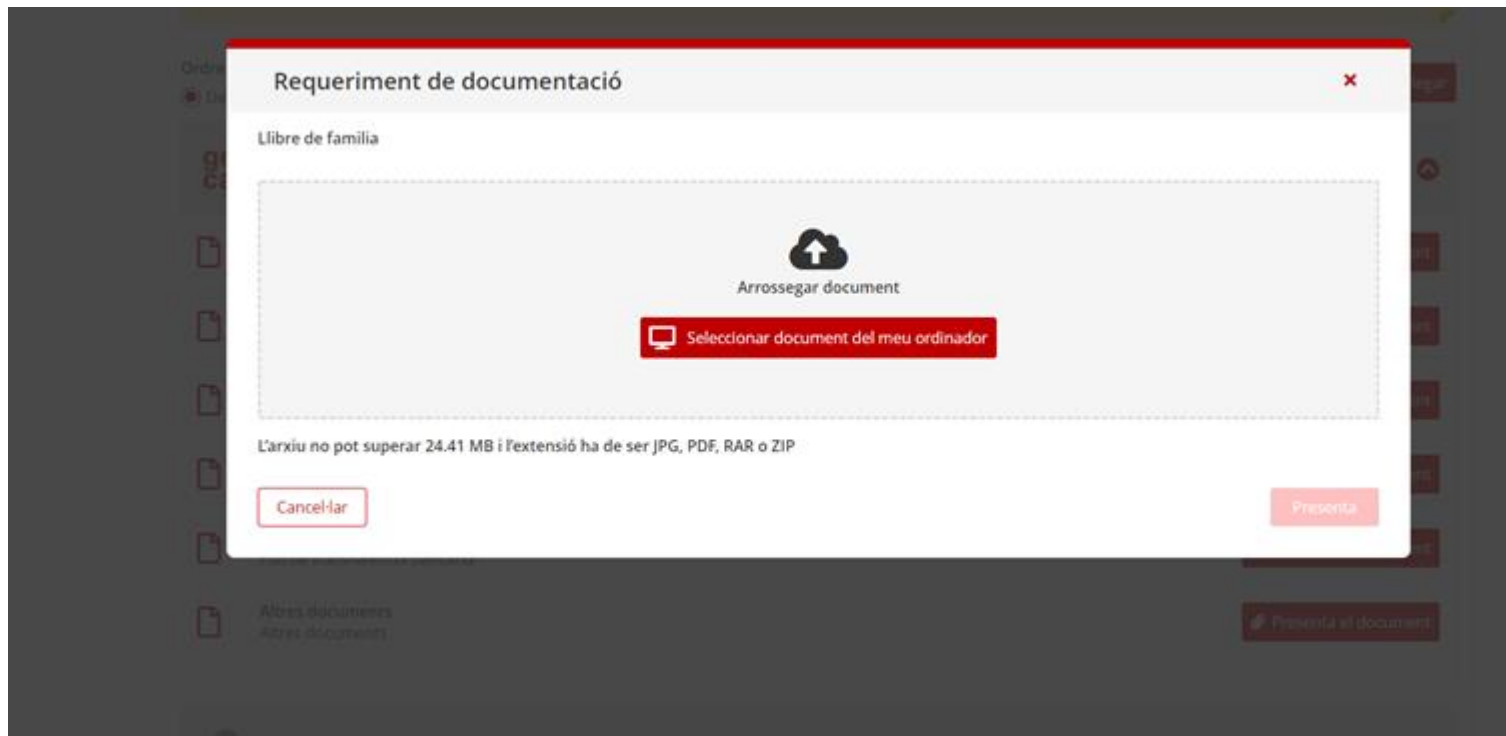 Requeriment de documentació
Llibre de familia
Arrossegar document
Seleccionar document del meu ordinador
L'arxiu no pot superar 24.41 MB i l'extensió ha de ser JPG, PDF, RAR o ZIP
Cancel·lar
Presenta
Altres documents
Altres documents
Presenta el document